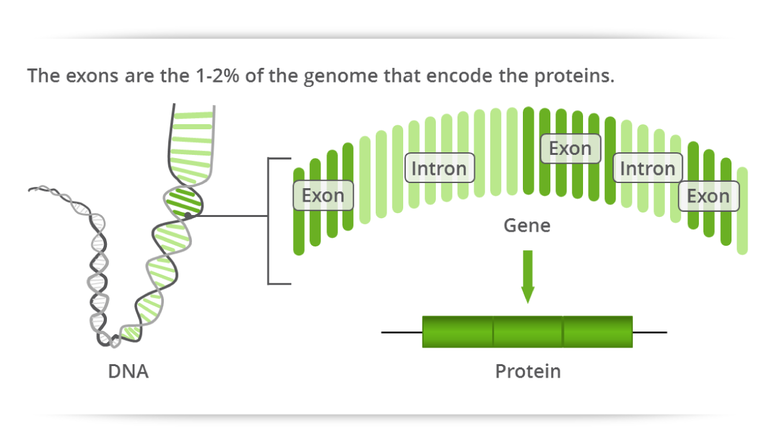 The exons are the 1-2% of the genome that encode the proteins.
Exon
Intron
Exon
Intron
Exon
Gene
DNA
Protein